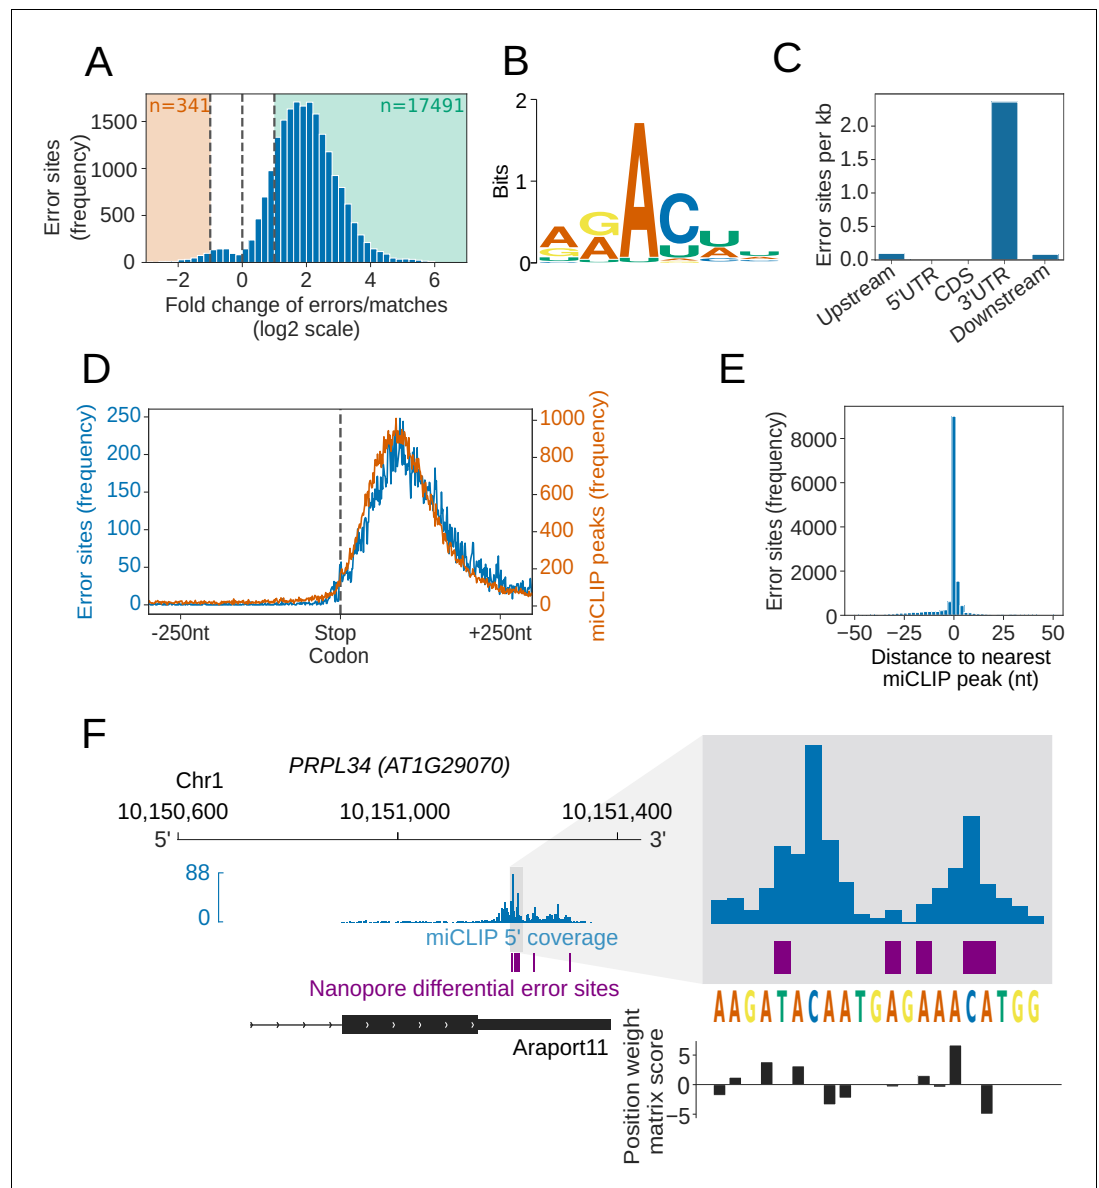 A
n=341
n=17491
1500
1000
500
0
Error sites
(frequency)
−2
0
2
4
6
Fold change of errors/matches
(log2 scale)
B
2
1
0
Bits
A
G
G
A
A
U
C
U
U
A
C
U
C
A
C
Error sites per kb
2.0
1.5
1.0
0.5
0.0
Upstream
5'UTR
CDS
3'UTR
Downstream
D
Error sites (frequency)
250
200
150
100
50
0
1000
800
600
400
200
0
miCLIP peaks (frequency)
-250nt
Stop
Codon
+250nt
E
Error sites (frequency)
8000
6000
4000
2000
0
−50
−25
0
25
50
Distance to nearest
miCLIP peak (nt)
F
PRPL34 (AT1G29070)
Chr1
10,150,600
10,151,000
10,151,400
5'
3'
88
0
miCLIP 5' coverage
Nanopore differential error sites
Araport11
AAGATACAATGAGAAACATGG
Position weight
matrix score
5
0
−5